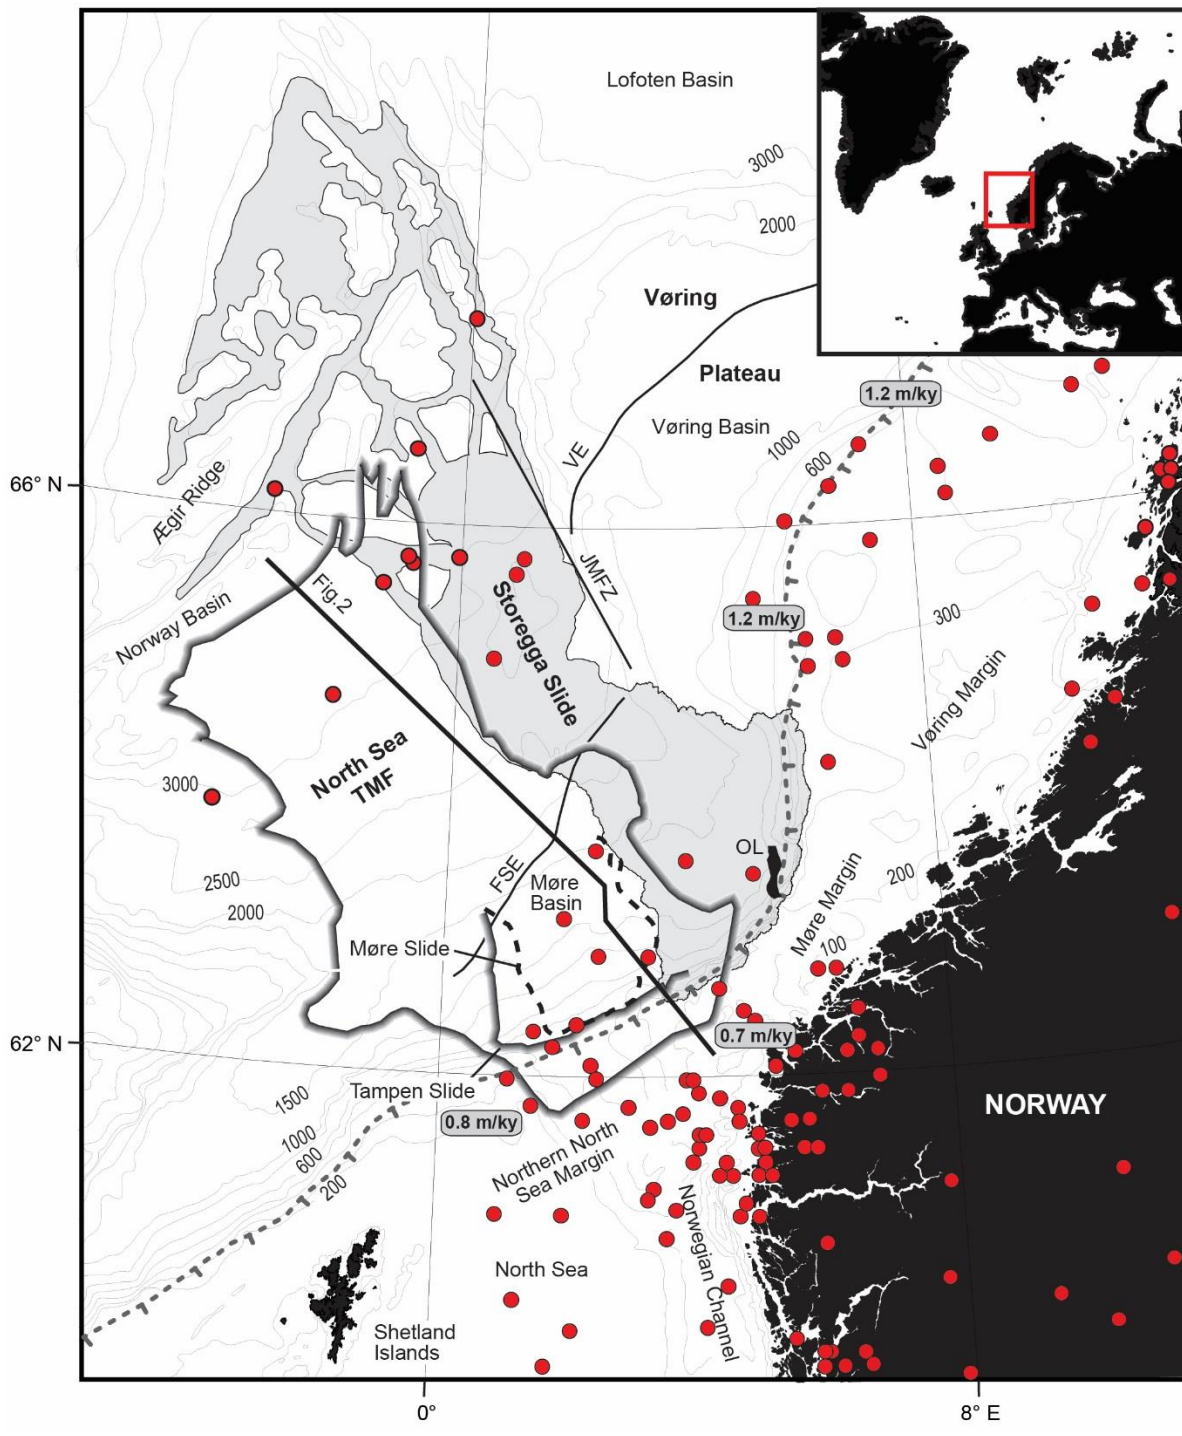 Lofoten Basin
3000
2000
Vøring
Plateau
1.2 m/ky
Vøring Basin
1000
600
VE
66° N
Ægir Ridge
JMFZ
Fig.2
Norway Basin
Storegga Slide
1.2 m/ky
300
Vøring Margin
North Sea
TMF
3000
OL
FSE
Møre
Basin
2500
2000
Møre Margin
200
100
Møre Slide
62° N
0.7 m/ky
Tampen Slide
1500
1000
600
200
0.8 m/ky
NORWAY
Northern North
Sea Margin
Norwegian Channel
North Sea
Shetland
Islands
0°
8° E